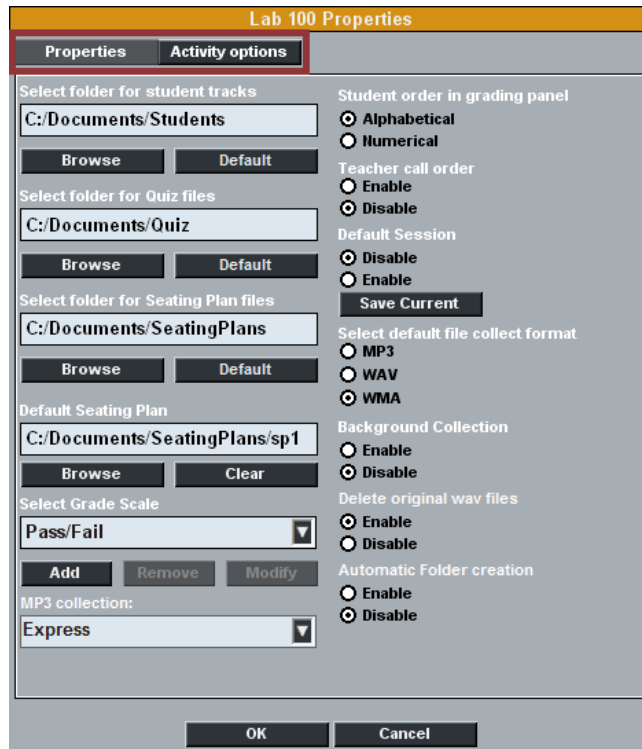 Lab 100 Properties
Properties
Activity options
Select folder for student tracks
C:/Documents/Students
Browse
Default
Select folder for Quiz files
C:/Documents/Quiz
Browse
Default
Select folder for Seating Plan files
C:/Documents/SeatingPlans
Browse
Default
Default Seating Plan
C:/Documents/SeatingPlans/sp1
Browse
Clear
Select Grade Scale
Pass/Fail
Add
Remove
Modify
MP3 collection:
Express
Student order in grading panel
Alphabetical
Numerical
Teacher call order
Enable
Disable
Default Session
Disable
Enable
Save Current
Select default file collect format
MP3
WAV
WMA
Background Collection
Enable
Disable
Delete original wav files
Enable
Disable
Automatic Folder creation
Enable
Disable
OK
Cancel